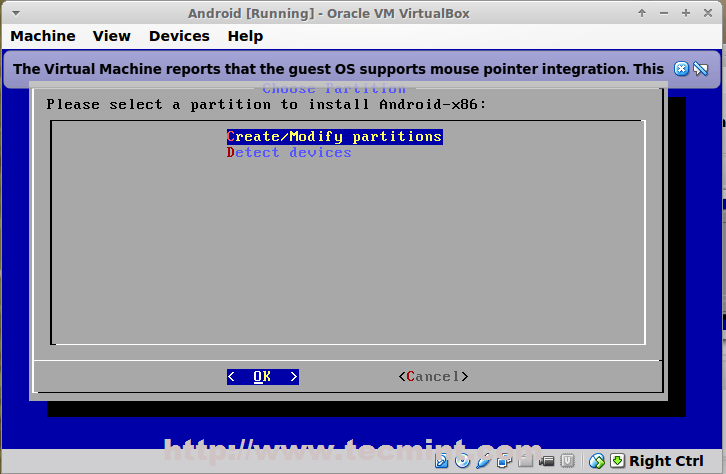 Android [Running] - Oracle VM VirtualBox
Machine View Devices Help
The Virtual Machine reports that the guest OS supports mouse pointer integration. This
Choose Partition
Please select a partition to install Android-x86:
Create/Modify partitions
Detect devices
< OK > <Cancel>
http://www.tecmint.com
Right Ctrl